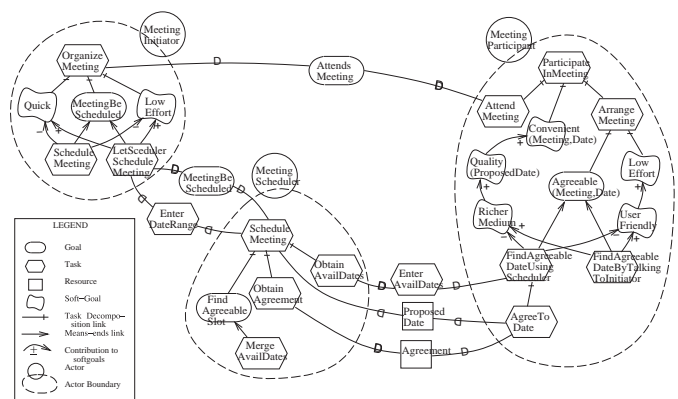 Meeting
Initiator
Organize
Meeting
D
Attends
Meeting
D
Meeting
Participant
Participate
InMeeting
Quick
MeetingBe
Scheduled
Low
Effort
Attend
Meeting
Arrange
Meeting
Convenient
(Meeting,Date)
Schedule
Meeting
LetSceduler
Schedule
Meeting
Quality
(ProposedDate)
Low
Effort
D
MeetingBe
Scheduled
D
Meeting
Scheduler
Agreeable
(Meeting,Date)
D
Enter
DateRange
D
Richer
Medium
User
Friendly
Schedule
Meeting
Obtain
AvailDates
D
Enter
AvailDates
D
FindAgreeable
DateUsing
Scheduler
FindAgreeable
DateByTalking
ToInitiator
Obtain
Agreement
Find
Agreeable
Slot
D
Proposed
Date
D
AgreeTo
Date
Merge
AvailDates
D
Agreement
D
LEGEND
Goal
Task
Resource
Soft-Goal
Task Decompo-
sition link
Means-ends link
Contribution to
softgoals
Actor
Actor Boundary